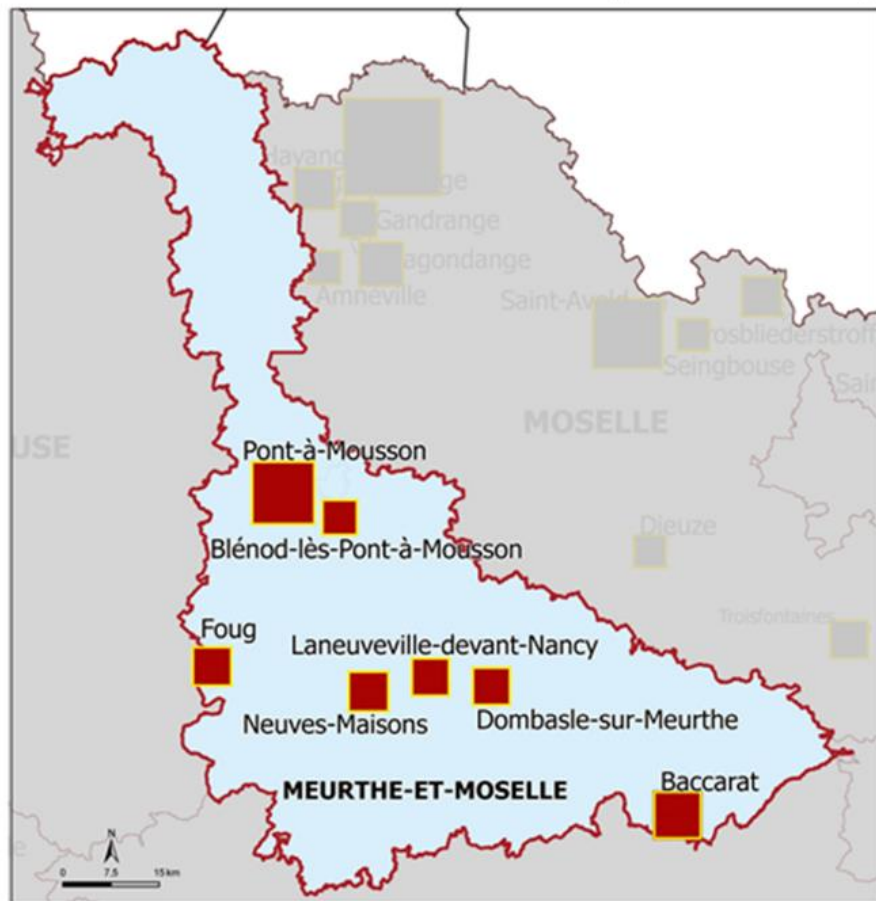 Gandrange
Amnéville
Saint-Avold
Seingbouse
MOSELLE
USE
Pont-à-Mousson
Dieuze
Blénod-lès-Pont-à-Mousson
Troisfontaines
Foug
Laneuveville-devant-Nancy
Neuves-Maisons
Dombasle-sur-Meurthe
Baccarat
MEURTHE-ET-MOSELLE
N
0 7,5 15 km